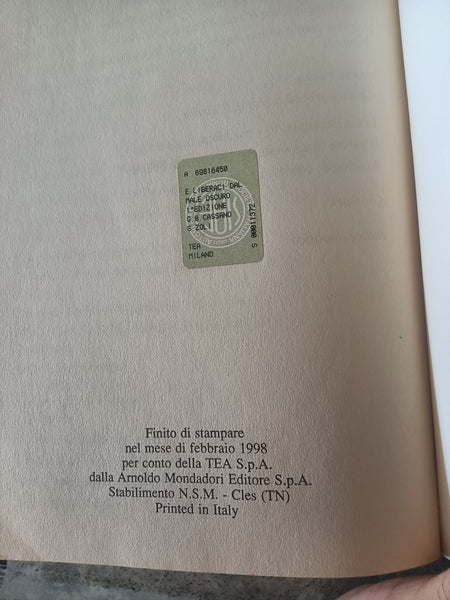 A 69816450
E LIBERACI DAL
MALE OSCURO
1^EDIZIONE
G.B CASSANO
S.ZOLI
TEA
MILANO
S 00011372
Finito di stampare
nel mese di febbraio 1998
per conto della TEA S.p.A.
dalla Arnoldo Mondadori Editore S.p.A.
Stabilimento N.S.M. - Cles (TN)
Printed in Italy